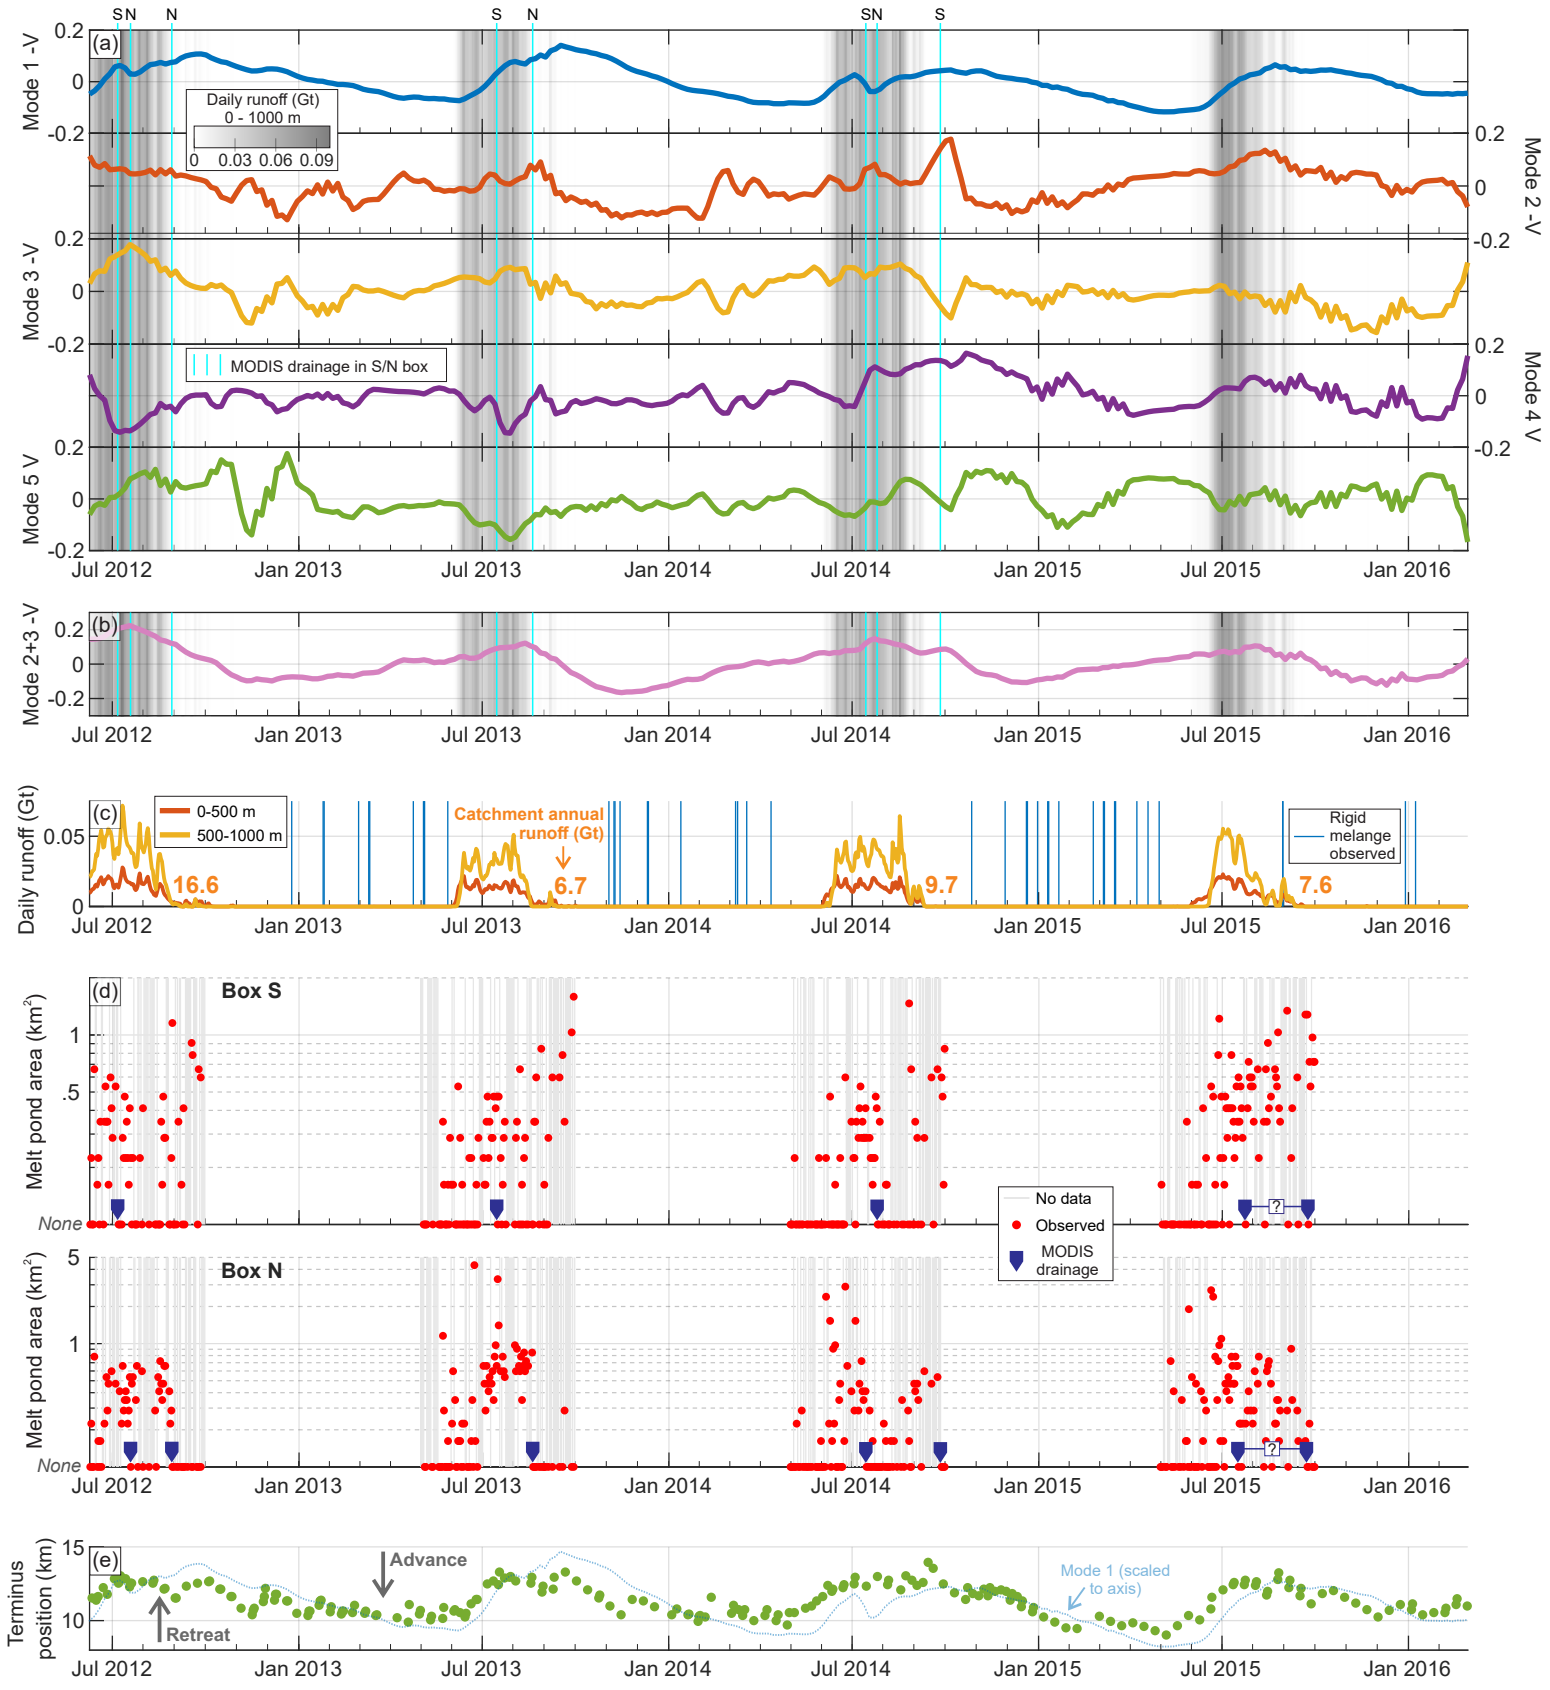 S N N S N S N S
(a)
0.2
0
-0.2
Mode 1 -V
Daily runoff (Gt)
0 - 1000 m
0 0.03 0.06 0.09
0.2
0
-0.2
Mode 2 -V
0.2
0
-0.2
Mode 3 -V
MODIS drainage in S/N box
0.2
0
-0.2
Mode 4 V
0.2
0
-0.2
Mode 5 V
Jul 2012 Jan 2013 Jul 2013 Jan 2014 Jul 2014 Jan 2015 Jul 2015 Jan 2016
(b)
0.2
0
-0.2
Mode 2+3 -V
Jul 2012 Jan 2013 Jul 2013 Jan 2014 Jul 2014 Jan 2015 Jul 2015 Jan 2016
(c)
0.05
0
Daily runoff (Gt)
0-500 m
500-1000 m
Catchment annual
runoff (Gt)
16.6 6.7 9.7 7.6
Rigid
melange
observed
Jul 2012 Jan 2013 Jul 2013 Jan 2014 Jul 2014 Jan 2015 Jul 2015 Jan 2016
(d)
Box S
1
.5
None
Melt pond area (km²)
?
No data
Observed
MODIS
drainage
Box N
5
1
None
Melt pond area (km²)
?
Jul 2012 Jan 2013 Jul 2013 Jan 2014 Jul 2014 Jan 2015 Jul 2015 Jan 2016
(e)
15
10
Terminus
position (km)
Advance
Retreat
Mode 1 (scaled
to axis)
Jul 2012 Jan 2013 Jul 2013 Jan 2014 Jul 2014 Jan 2015 Jul 2015 Jan 2016